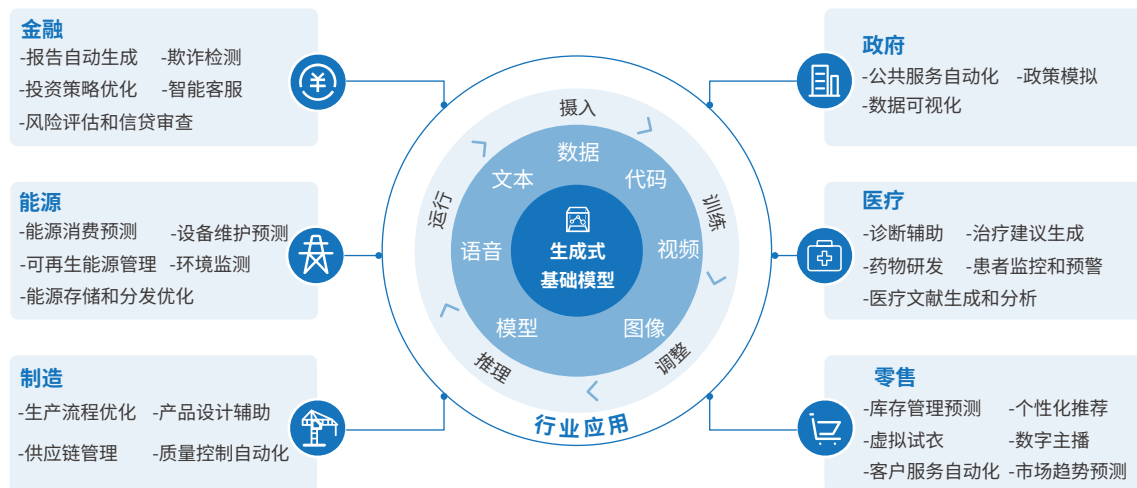 金融
-报告自动生成 -欺诈检测
-投资策略优化 -智能客服
-风险评估和信贷审查
能源
-能源消费预测 -设备维护预测
-可再生能源管理 -环境监测
-能源存储和分发优化
制造
-生产流程优化 -产品设计辅助
-供应链管理 -质量控制自动化
摄入
训练
调整
推理
运行
数据
代码
视频
图像
模型
语音
文本
生成式
基础模型
行业应用
政府
-公共服务自动化 -政策模拟
-数据可视化
医疗
-诊断辅助 -治疗建议生成
-药物研发 -患者监控和预警
-医疗文献生成和分析
零售
-库存管理预测 -个性化推荐
-虚拟试衣 -数字主播
-客户服务自动化 -市场趋势预测